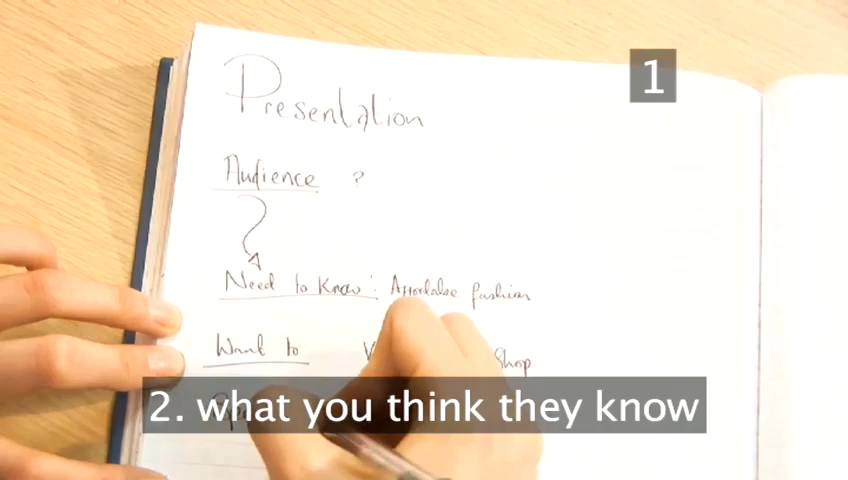 Presentation
1
Audience ?
Need to Know: Affordable fashion
Want to Shop
2. what you think they know